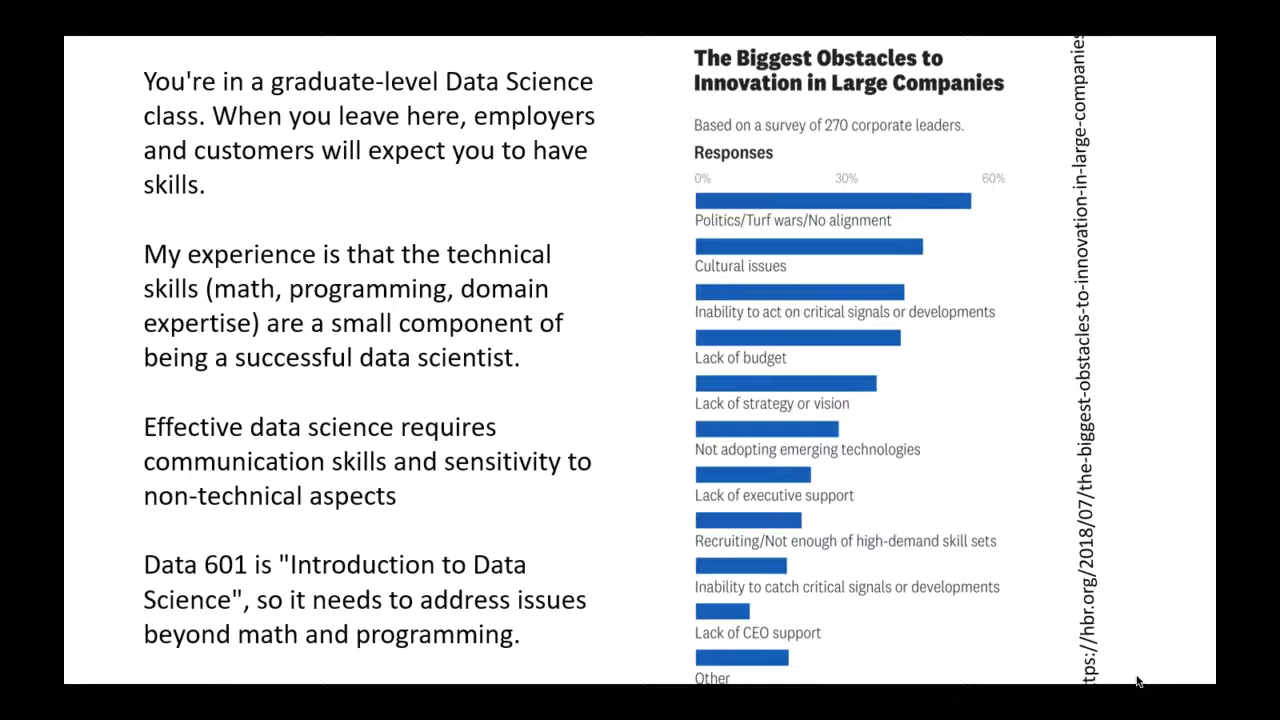 You're in a graduate-level Data Science
class. When you leave here, employers
and customers will expect you to have
skills.
My experience is that the technical
skills (math, programming, domain
expertise) are a small component of
being a successful data scientist.
Effective data science requires
communication skills and sensitivity to
non-technical aspects
Data 601 is "Introduction to Data
Science", so it needs to address issues
beyond math and programming.
The Biggest Obstacles to
Innovation in Large Companies
Based on a survey of 270 corporate leaders.
Responses
0% 30% 60%
Politics/Turf wars/No alignment
Cultural issues
Inability to act on critical signals or developments
Lack of budget
Lack of strategy or vision
Not adopting emerging technologies
Lack of executive support
Recruiting/Not enough of high-demand skill sets
Inability to catch critical signals or developments
Lack of CEO support
Other
tps://hbr.org/2018/07/the-biggest-obstacles-to-innovation-in-large-companies